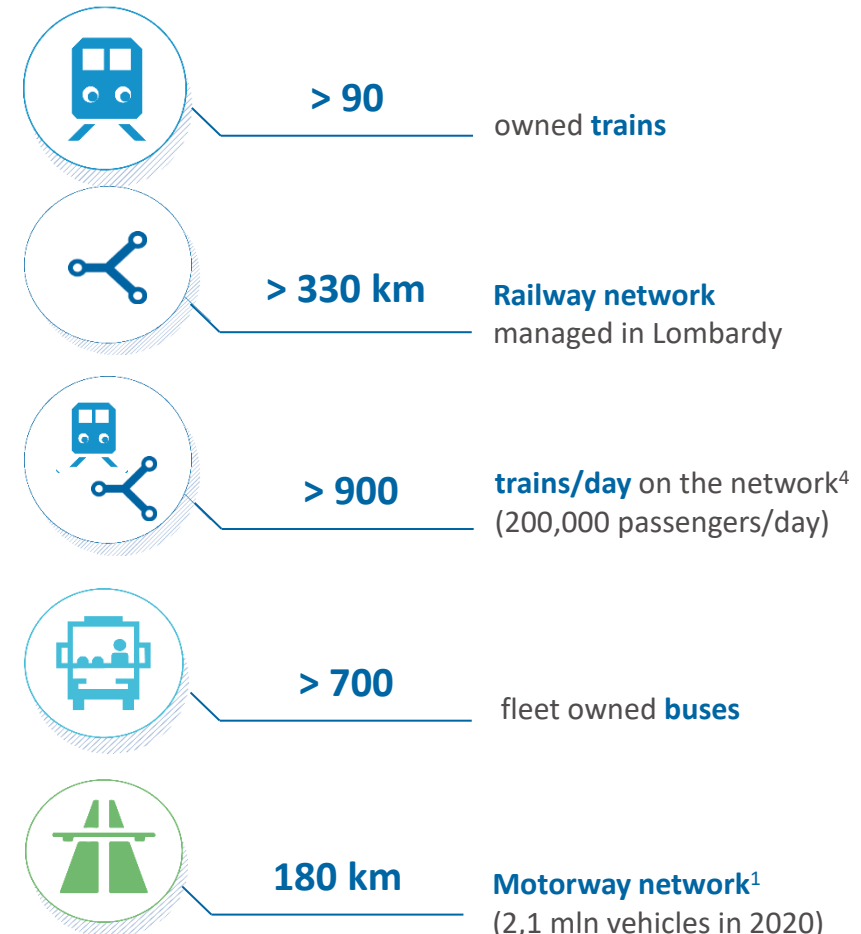 > 90
owned trains
> 330 km
Railway network
managed in Lombardy
> 900
trains/day on the network4
(200,000 passengers/day)
> 700
fleet owned buses
180 km
Motorway network1
(2,1 mln vehicles in 2020)